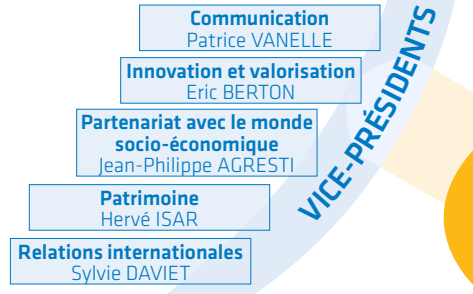 Communication
Patrice VANELLE
Innovation et valorisation
Eric BERTON
Partenariat avec le monde
socio-économique
Jean-Philippe AGRESTI
Patrimoine
Hervé ISAR
Relations internationales
Sylvie DAVIET
VICE-PRÉSIDENTS